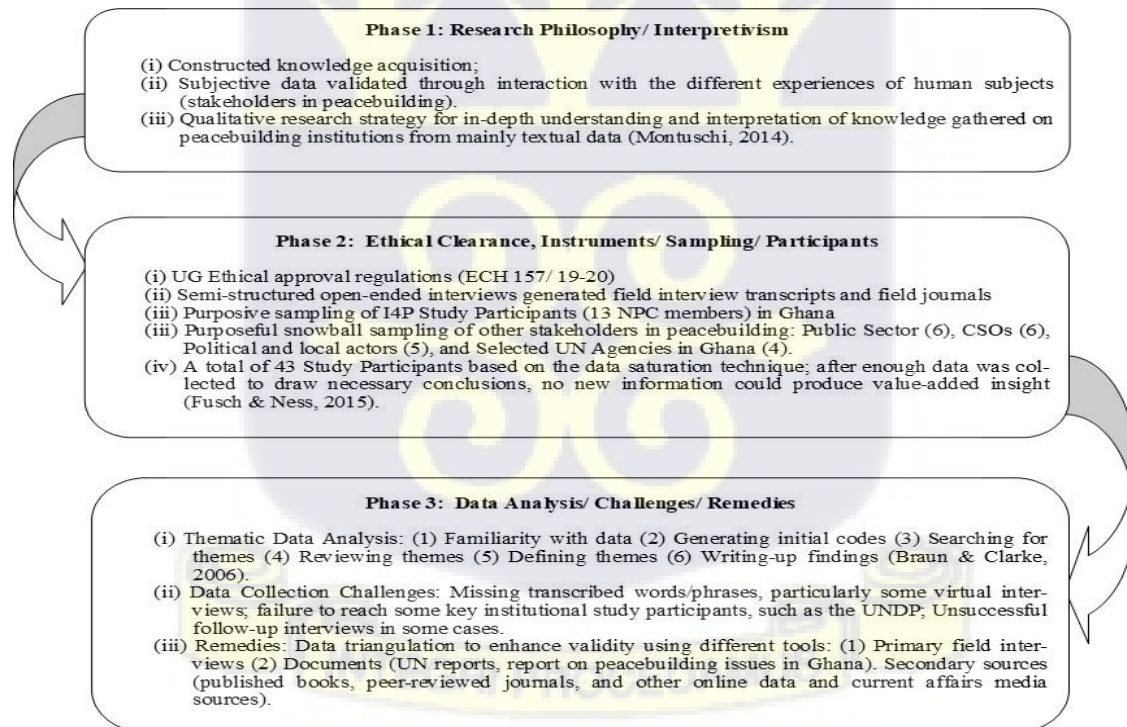 Phase 1: Research Philosophy/ Interpretivism
(i) Constructed knowledge acquisition;
(ii) Subjective data validated through interaction with the different experiences of human subjects
(stakeholders in peacebuilding).
(iii) Qualitative research strategy for in-depth understanding and interpretation of knowledge gathered on
peacebuilding institutions from mainly textual data (Montuschi, 2014).
Phase 2: Ethical Clearance, Instruments/ Sampling/ Participants
(i) UG Ethical approval regulations (ECH 157/ 19-20)
(ii) Semi-structured open-ended interviews generated field interview transcripts and field journals
(iii) Purposive sampling of I4P Study Participants (13 NPC members) in Ghana
(iii) Purposeful snowball sampling of other stakeholders in peacebuilding: Public Sector (6), CSOs (6),
Political and local actors (5), and Selected UN Agencies in Ghana (4).
(iv) A total of 43 Study Participants based on the data saturation technique; after enough data was col-
lected to draw necessary conclusions, no new information could produce value-added insight
(Fusch & Ness, 2015).
Phase 3: Data Analysis/ Challenges/ Remedies
(i) Thematic Data Analysis: (1) Familiarity with data (2) Generating initial codes (3) Searching for
themes (4) Reviewing themes (5) Defining themes (6) Writing-up findings (Braun & Clarke,
2006).
(ii) Data Collection Challenges: Missing transcribed words/phrases, particularly some virtual inter-
views; failure to reach some key institutional study participants, such as the UNDP; Unsuccessful
follow-up interviews in some cases.
(iii) Remedies: Data triangulation to enhance validity using different tools: (1) Primary field inter-
views (2) Documents (UN reports, report on peacebuilding issues in Ghana). Secondary sources
(published books, peer-reviewed journals, and other online data and current affairs media
sources).